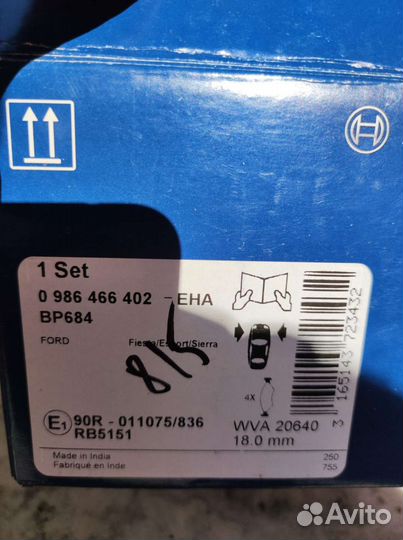 1 Set
0 986 466 402 - EHA
BP684
FORD Fiesta/Escort/Sierra
815
4X
E1 90R - 011075/836
RB5151
WVA 20640
18.0 mm
3 165143 723432
Made in India
Fabriqué en Inde
250
755
Avito